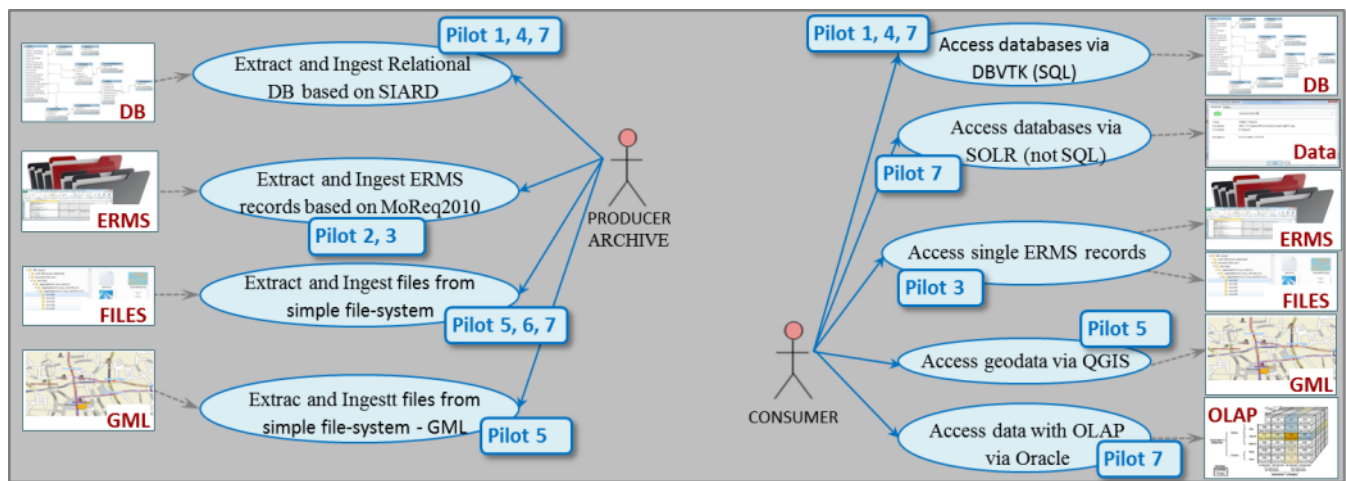 Pilot 1, 4, 7
Extract and Ingest Relational
DB based on SIARD
DB
Extract and Ingest ERMS
records based on MoReq2010
Pilot 2, 3
ERMS
PRODUCER
ARCHIVE
Extract and Ingest files from
simple file-system
Pilot 5, 6, 7
FILES
Extrac and Ingestt files from
simple file-system - GML
Pilot 5
GML
Pilot 1, 4, 7
Access databases via
DBVTK (SQL)
DB
Access databases via
SOLR (not SQL)
Pilot 7
Data
Access single ERMS records
Pilot 3
ERMS
FILES
CONSUMER
Pilot 5
Access geodata via QGIS
GML
Access data with OLAP
via Oracle
Pilot 7
OLAP